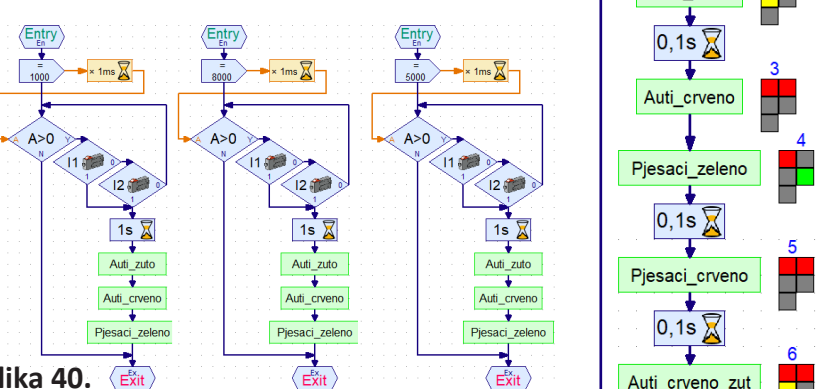 Entry
En
=
1000
× 1ms
A
A>0
Y
N
I1
0
1
I2
0
1
1s
Auti_zuto
Auti_crveno
Pjesaci_zeleno
Ex.
Exit
Entry
En
=
8000
× 1ms
A
A>0
Y
N
I1
0
1
I2
0
1
1s
Auti_zuto
Auti_crveno
Pjesaci_zeleno
Ex.
Exit
Entry
En
=
5000
× 1ms
A
A>0
Y
N
I1
0
1
I2
0
1
1s
Auti_zuto
Auti_crveno
Pjesaci_zeleno
Ex.
Exit
lika 40.
0,1s
3
Auti_crveno
4
Pjesaci_zeleno
0,1s
5
Pjesaci_crveno
0,1s
6
Auti_crveno_zut